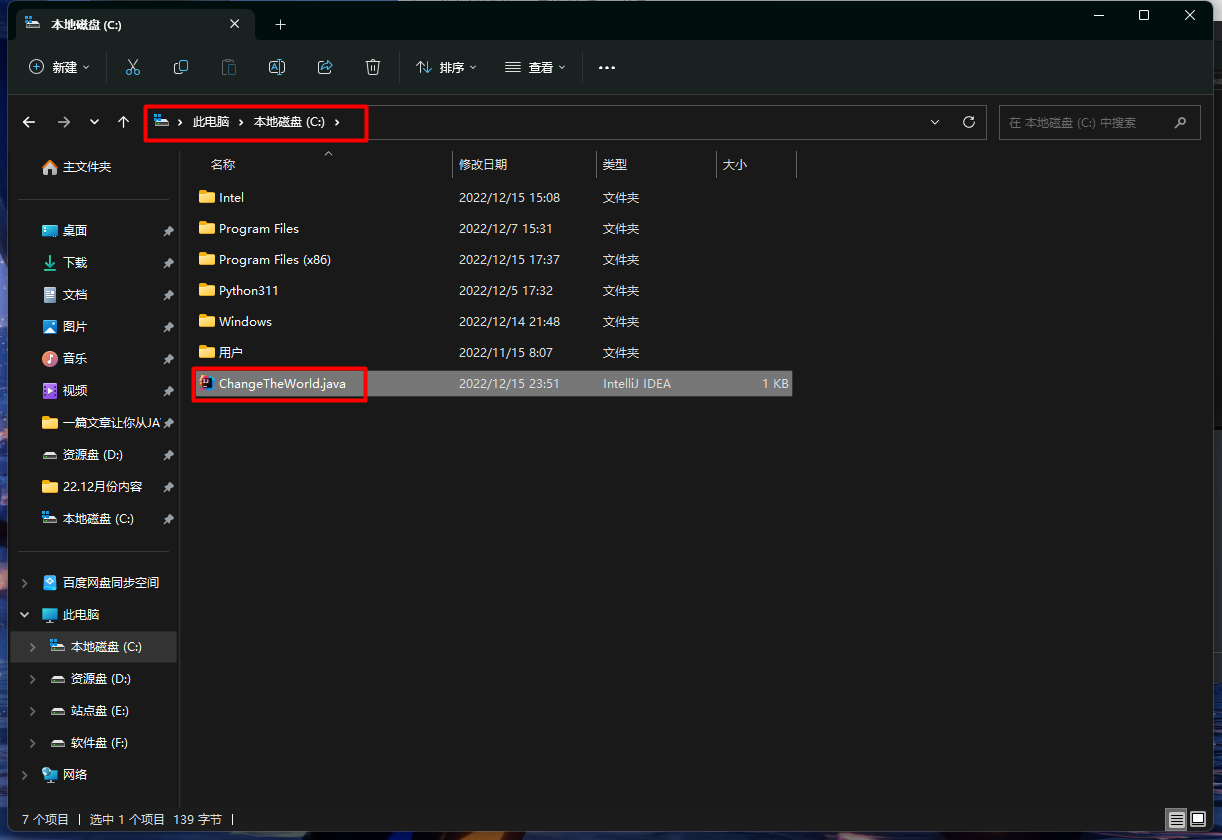 本地磁盘 (C:)
新建 排序 查看
此电脑 本地磁盘 (C:) 在 本地磁盘 (C:) 中搜索
主文件夹
桌面
下载
文档
图片
音乐
视频
一篇文章让你从JA
资源盘 (D:)
22.12月份内容
本地磁盘 (C:)
百度网盘同步空间
此电脑
本地磁盘 (C:)
资源盘 (D:)
站点盘 (E:)
软件盘 (F:)
网络
名称 修改日期 类型 大小
Intel 2022/12/15 15:08 文件夹
Program Files 2022/12/7 15:31 文件夹
Program Files (x86) 2022/12/15 17:37 文件夹
Python311 2022/12/5 17:32 文件夹
Windows 2022/12/14 21:48 文件夹
用户 2022/11/15 8:07 文件夹
ChangeTheWorld.java 2022/12/15 23:51 IntelliJ IDEA 1 KB
7 个项目 选中 1 个项目 139 字节